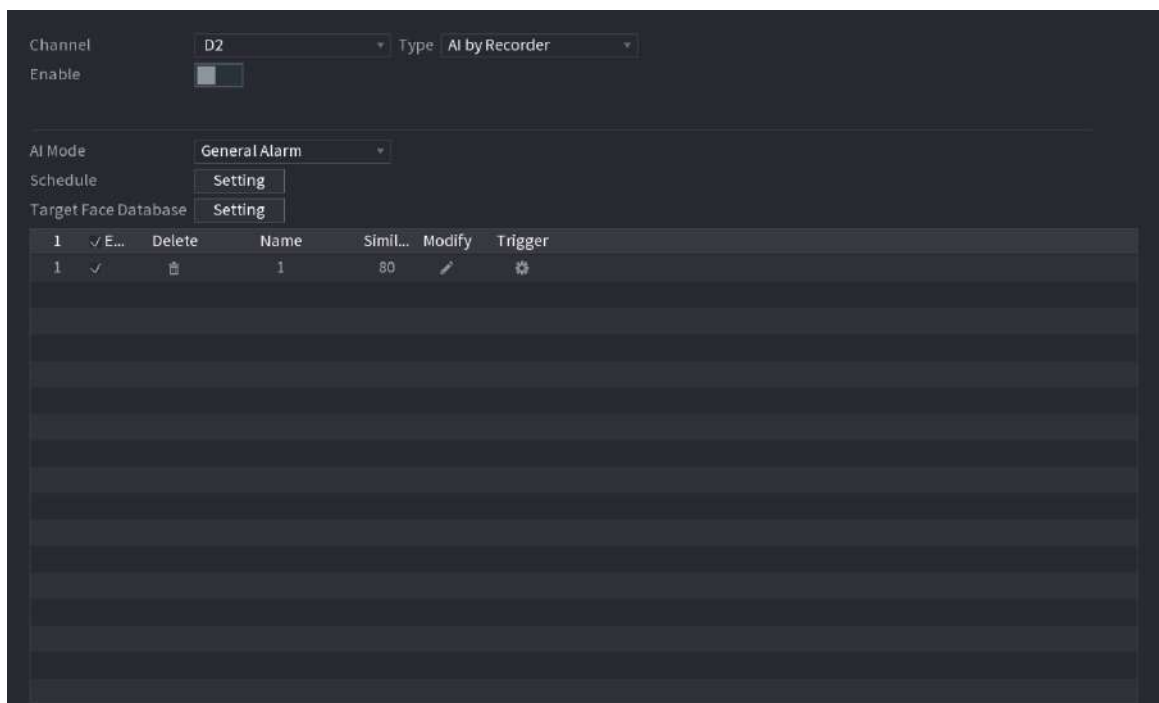 Channel D2 Type AI by Recorder
Enable
AI Mode General Alarm
Schedule Setting
Target Face Database Setting
1 E... Delete Name Simil... Modify Trigger
1 1 80